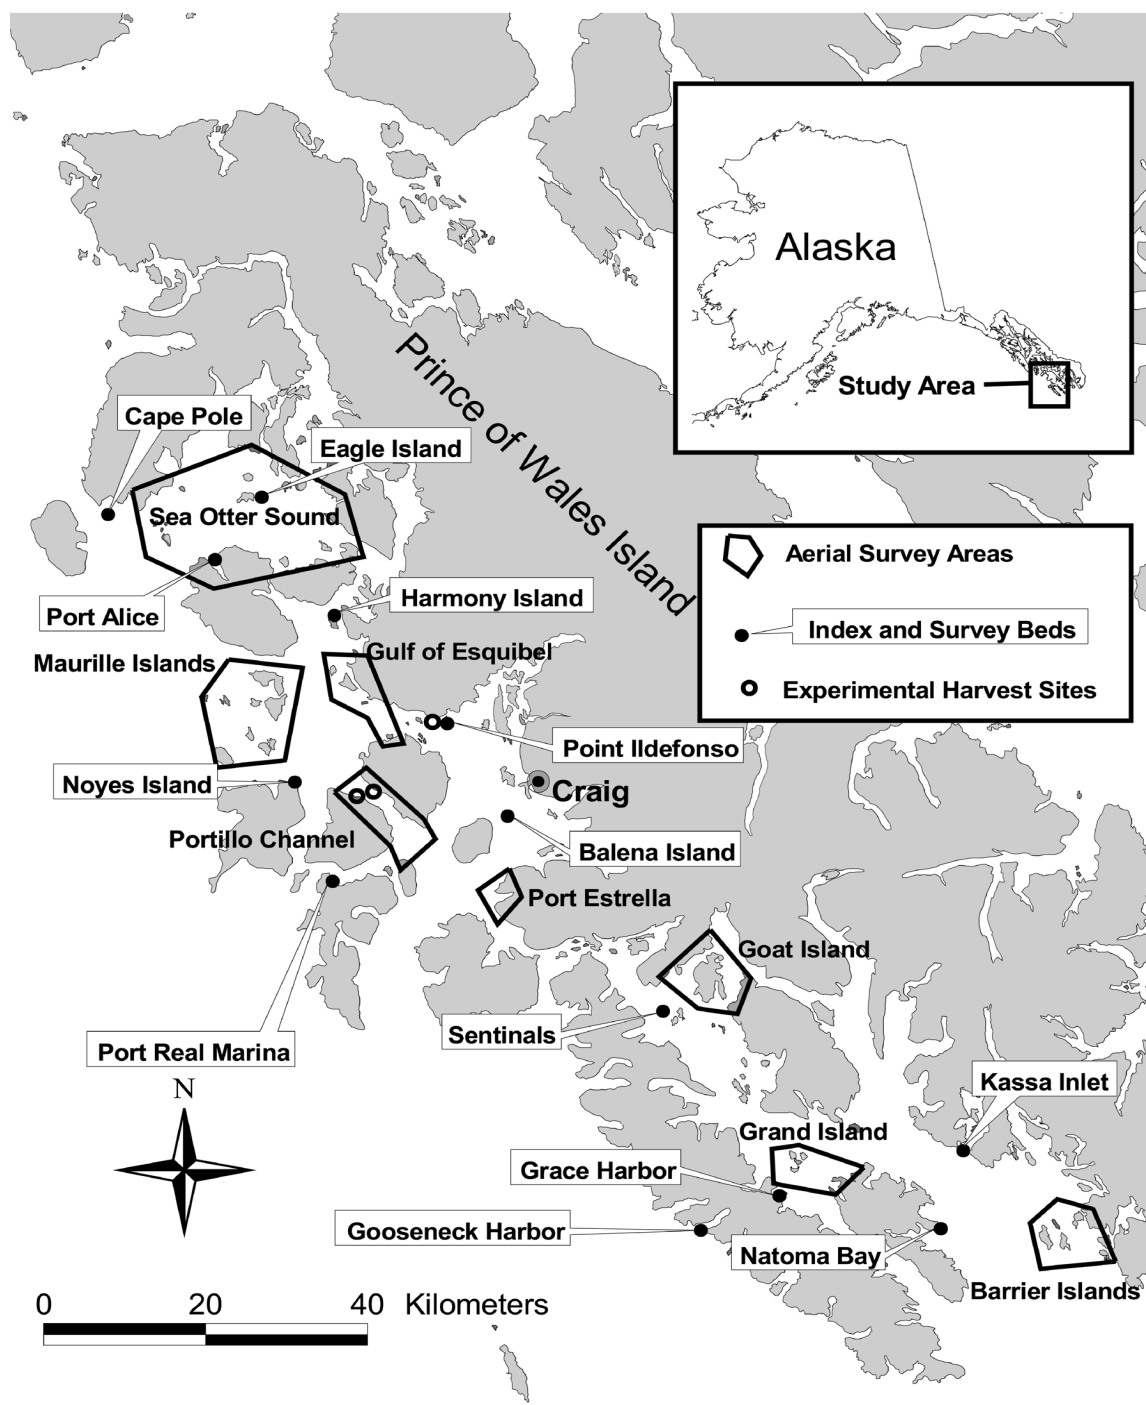 Alaska
Study Area
Prince of Wales Island
Cape Pole
Eagle Island
Sea Otter Sound
Aerial Survey Areas
Port Alice
Harmony Island
Index and Survey Beds
Maurille Islands
Gulf of Esquibel
Experimental Harvest Sites
Point Ildefonso
Noyes Island
Craig
Portillo Channel
Balena Island
Port Estrella
Goat Island
Sentinals
Port Real Marina
N
Kassa Inlet
Grand Island
Grace Harbor
Gooseneck Harbor
Natoma Bay
Barrier Islands
0 20 40 Kilometers